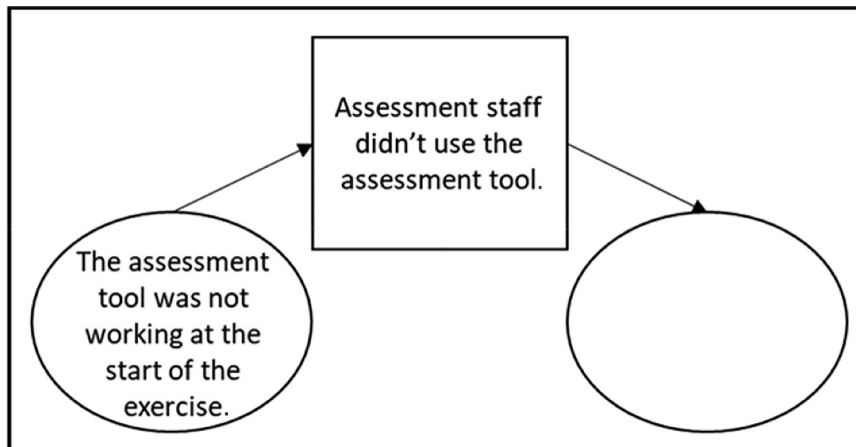 Assessment staff
didn’t use the
assessment tool.
The assessment
tool was not
working at the
start of the
exercise.